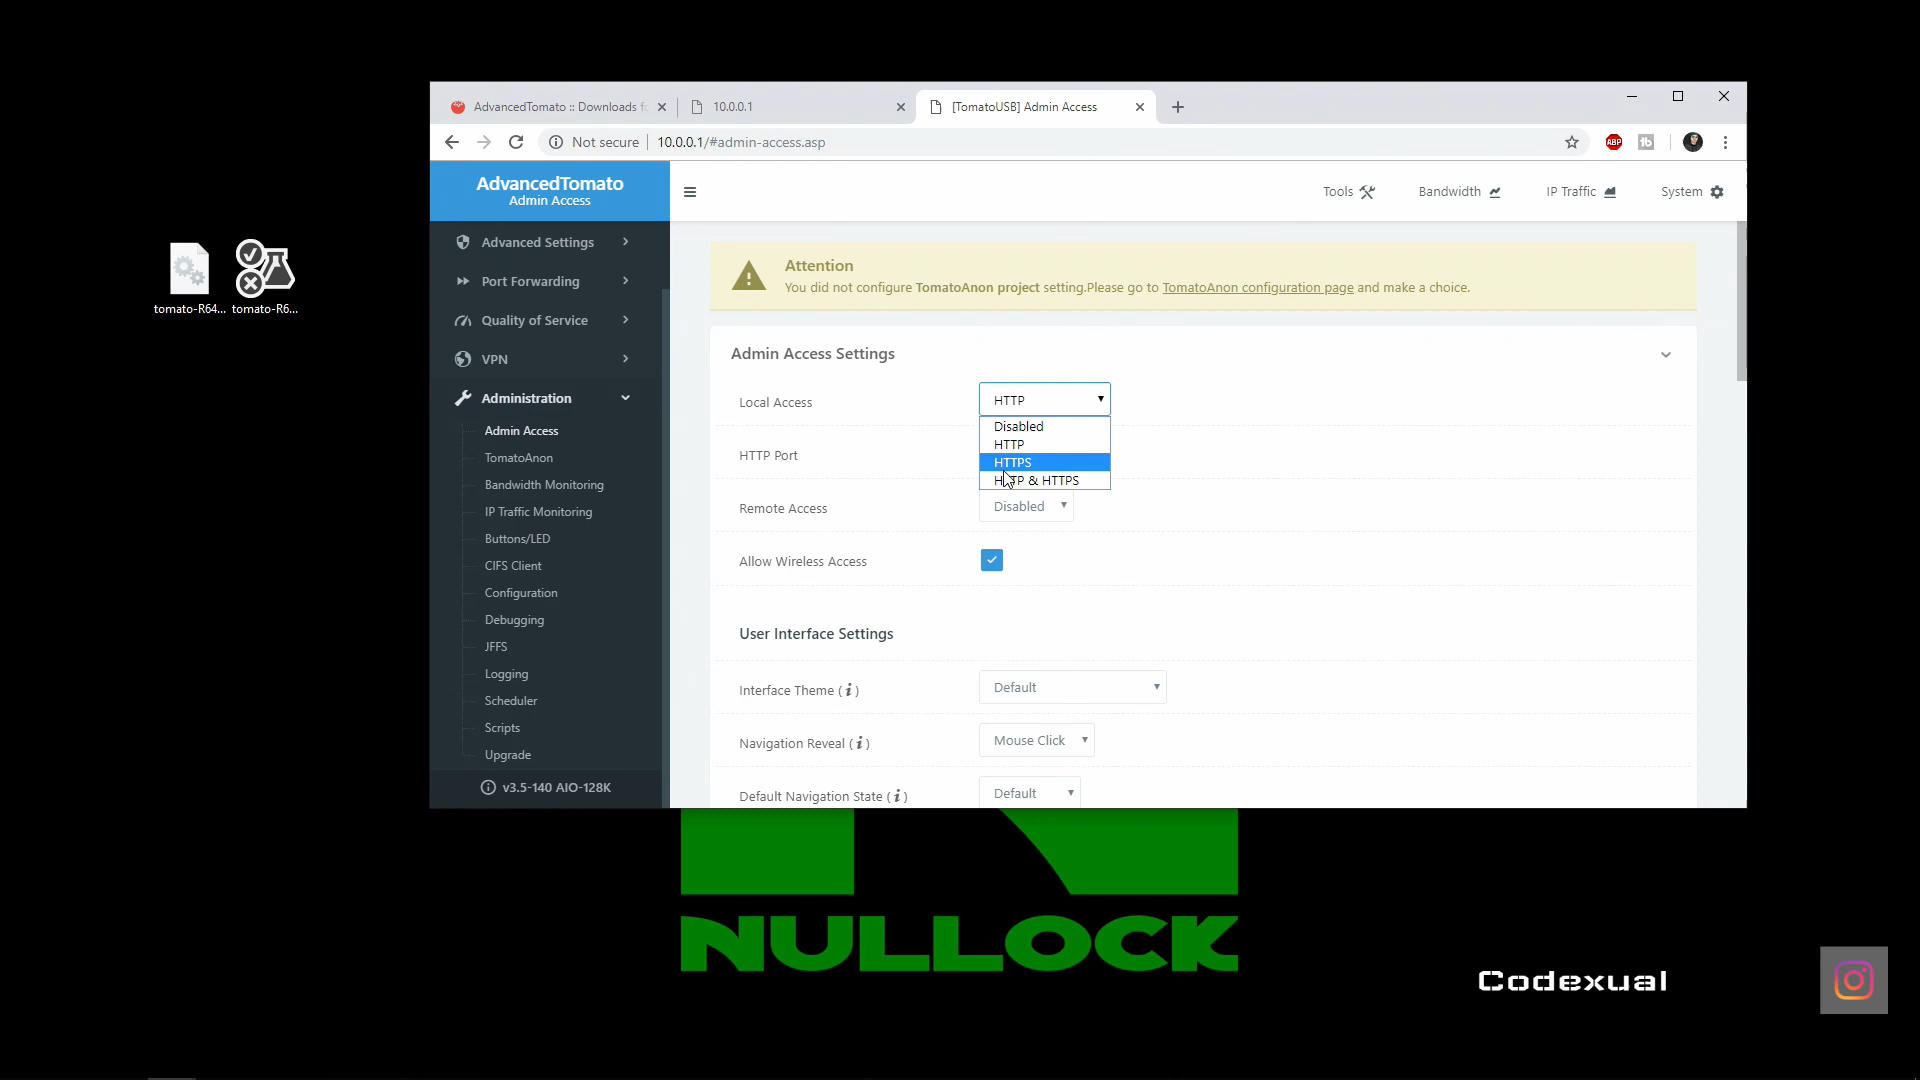 AdvancedTomato :: Downloads fo
10.0.0.1
[TomatoUSB] Admin Access
Not secure
10.0.0.1/#admin-access.asp
ABP
tb
AdvancedTomato
Admin Access
Tools
Bandwidth
IP Traffic
System
Advanced Settings
Port Forwarding
Quality of Service
VPN
Administration
Admin Access
TomatoAnon
Bandwidth Monitoring
IP Traffic Monitoring
Buttons/LED
CIFS Client
Configuration
Debugging
JFFS
Logging
Scheduler
Scripts
Upgrade
v3.5-140 AIO-128K
Attention
You did not configure TomatoAnon project setting.Please go to TomatoAnon configuration page and make a choice.
Admin Access Settings
Local Access
HTTP
Disabled
HTTP
HTTPS
HTTP & HTTPS
HTTP Port
Remote Access
Disabled
Allow Wireless Access
User Interface Settings
Interface Theme ( i )
Default
Navigation Reveal ( i )
Mouse Click
Default Navigation State ( i )
Default
tomato-R64...
tomato-R6...
NULLOCK
Codexual